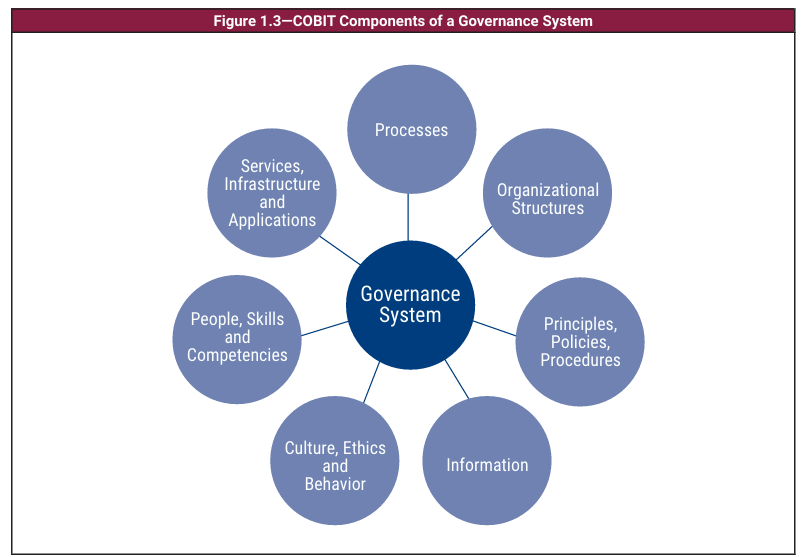 Figure 1.3—COBIT Components of a Governance System
Processes
Organizational
Structures
Principles,
Policies,
Procedures
Information
Culture, Ethics
and
Behavior
People, Skills
and
Competencies
Services,
Infrastructure
and
Applications
Governance
System